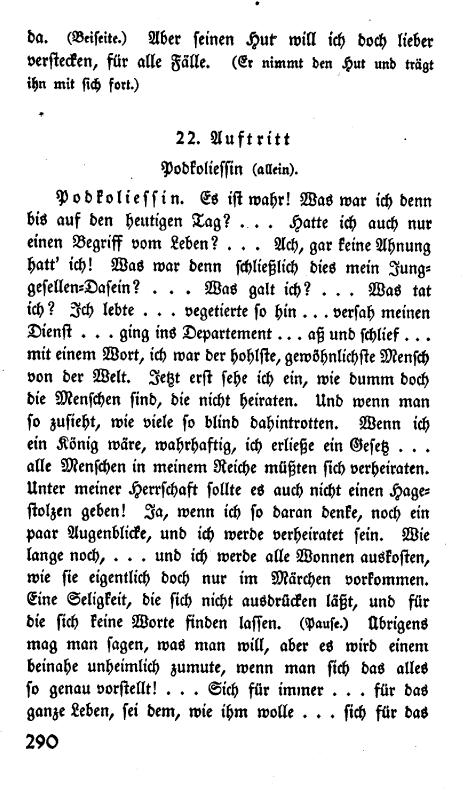 da. (Beiseite.) Aber seinen Hut will ich doch lieber
verstecken, für alle Fälle. (Er nimmt den Hut und trägt
ihn mit sich fort.)
22. Auftritt
Podkoliessin (allein).
Podkoliessin. Es ist wahr! Was war ich denn
bis auf den heutigen Tag? . . . Hatte ich auch nur
einen Begriff vom Leben? . . . Ach, gar keine Ahnung
hatt' ich! Was war denn schließlich dies mein Jung=
gesellen=Dasein? . . . Was galt ich? . . . Was tat
ich? Ich lebte . . . vegetierte so hin . . . versah meinen
Dienst . . . ging ins Departement . . . aß und schlief . . .
mit einem Wort, ich war der hohlste, gewöhnlichste Mensch
von der Welt. Jetzt erst sehe ich ein, wie dumm doch
die Menschen sind, die nicht heiraten. Und wenn man
so zusieht, wie viele so blind dahintrotten. Wenn ich
ein König wäre, wahrhaftig, ich erließe ein Gesetz . . .
alle Menschen in meinem Reiche müßten sich verheiraten.
Unter meiner Herrschaft sollte es auch nicht einen Hage=
stolzen geben! Ja, wenn ich so daran denke, noch ein
paar Augenblicke, und ich werde verheiratet sein. Wie
lange noch, . . . und ich werde alle Wonnen auskosten,
wie sie eigentlich doch nur im Märchen vorkommen.
Eine Seligkeit, die sich nicht ausdrücken läßt, und für
die sich keine Worte finden lassen. (Pause.) Übrigens
mag man sagen, was man will, aber es wird einem
beinahe unheimlich zumute, wenn man sich das alles
so genau vorstellt! . . . Sich für immer . . . für das
ganze Leben, sei dem, wie ihm wolle . . . sich für das
290